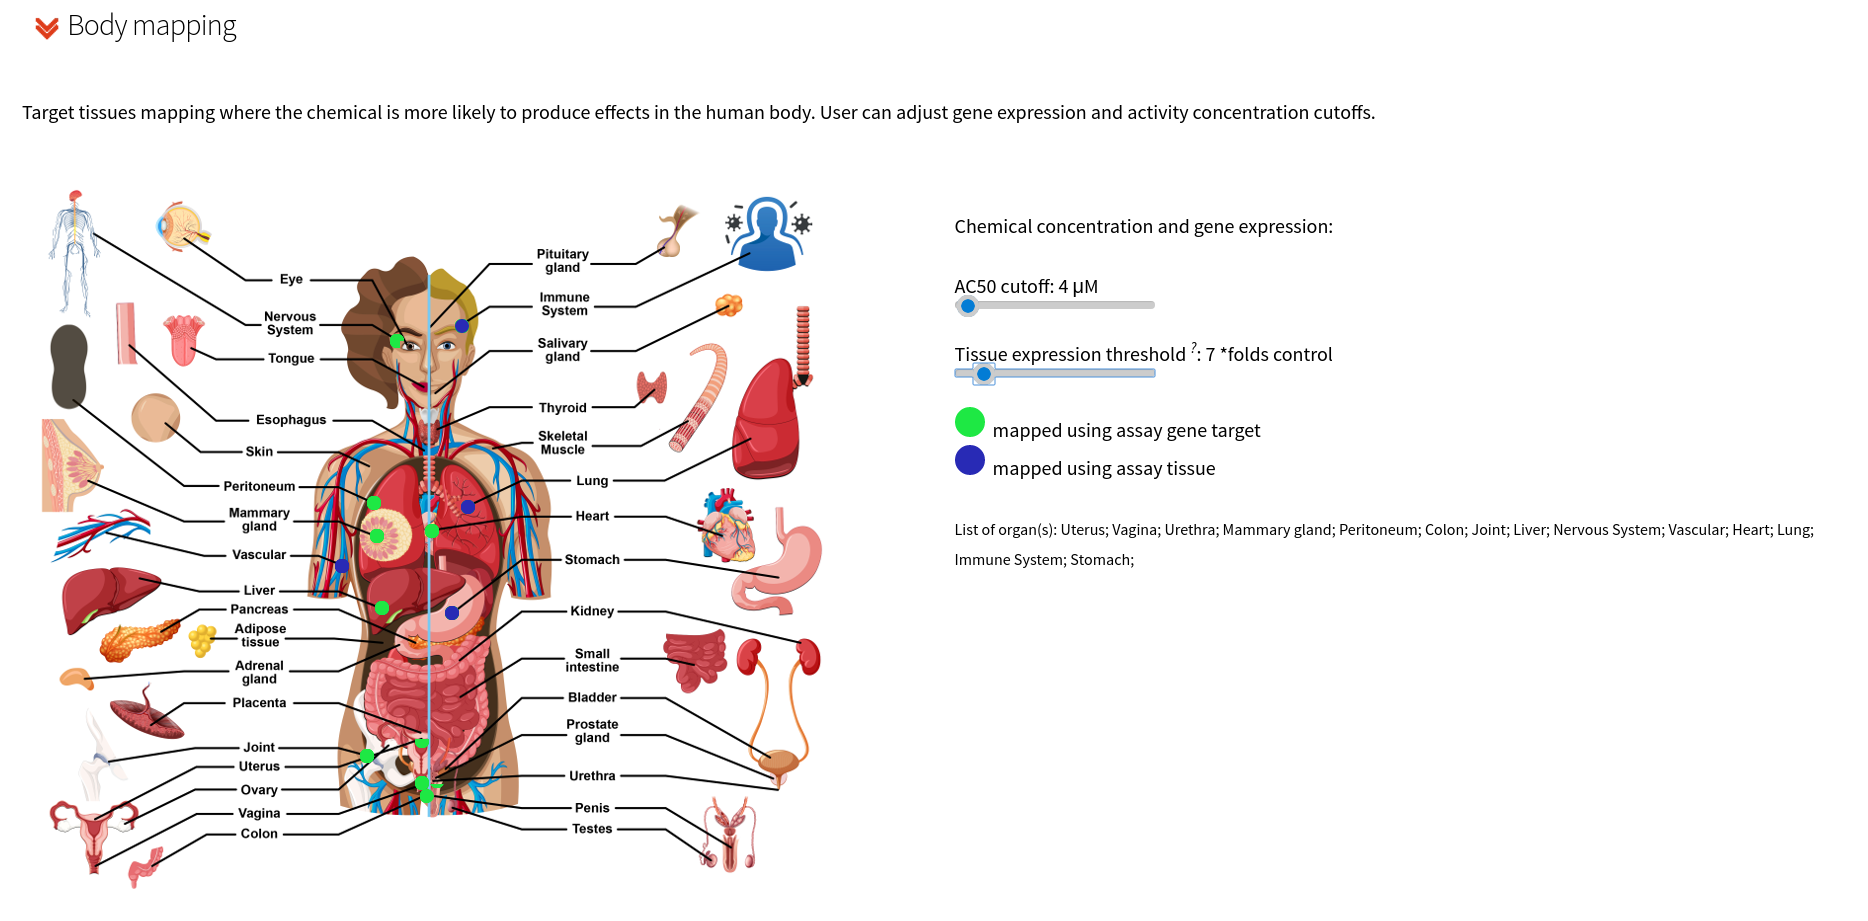 Body mapping
Target tissues mapping where the chemical is more likely to produce effects in the human body. User can adjust gene expression and activity concentration cutoffs.
Eye
Nervous
System
Tongue
Esophagus
Skin
Peritoneum
Mammary
gland
Vascular
Liver
Pancreas
Adipose
tissue
Adrenal
gland
Placenta
Joint
Uterus
Ovary
Vagina
Colon
Pituitary
gland
Immune
System
Salivary
gland
Thyroid
Skeletal
Muscle
Lung
Heart
Stomach
Kidney
Small
intestine
Bladder
Prostate
gland
Urethra
Penis
Testes
Chemical concentration and gene expression:
AC50 cutoff: 4 μM
Tissue expression threshold ?: 7 *folds control
mapped using assay gene target
mapped using assay tissue
List of organ(s): Uterus; Vagina; Urethra; Mammary gland; Peritoneum; Colon; Joint; Liver; Nervous System; Vascular; Heart; Lung;
Immune System; Stomach;